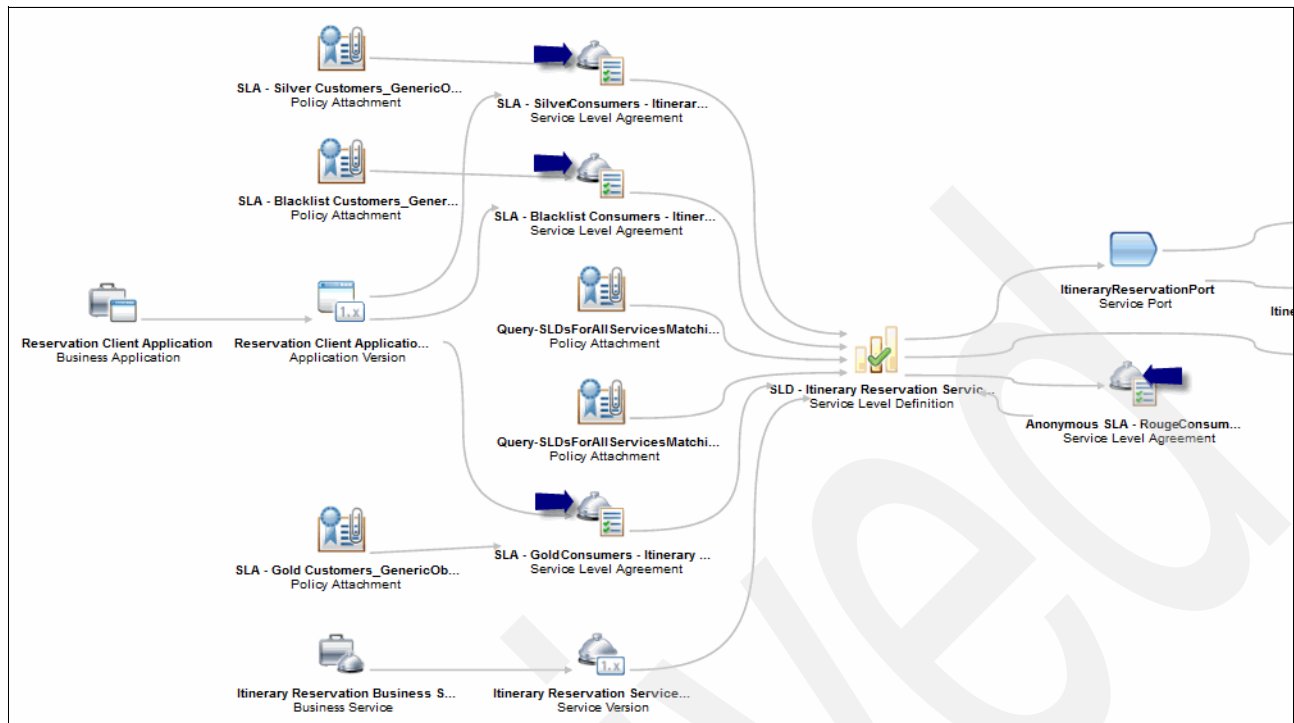 SLA - Silver Customers_GenericO...
Policy Attachment
SLA - SilverConsumers - Itinerar...
Service Level Agreement
SLA - Blacklist Customers_Gener...
Policy Attachment
SLA - Blacklist Consumers - Itiner...
Service Level Agreement
ItineraryReservationPort
Service Port
Itine
1.x
Reservation Client Application
Business Application
Reservation Client Applicatio...
Application Version
Query-SLDsForAllServicesMatchi...
Policy Attachment
SLD - Itinerary Reservation Servic...
Service Level Definition
Anonymous SLA - RougeConsum...
Service Level Agreement
Query-SLDsForAllServicesMatchi...
Policy Attachment
SLA - Gold Customers_GenericOb...
Policy Attachment
SLA - GoldConsumers - Itinerary ...
Service Level Agreement
1.x
Itinerary Reservation Business S...
Business Service
Itinerary Reservation Service...
Service Version